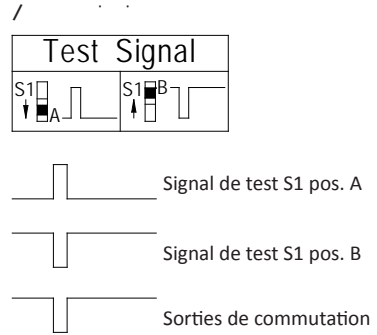 /
Test Signal
S1 A S1 B
Signal de test S1 pos. A
Signal de test S1 pos. B
Sorties de commutation